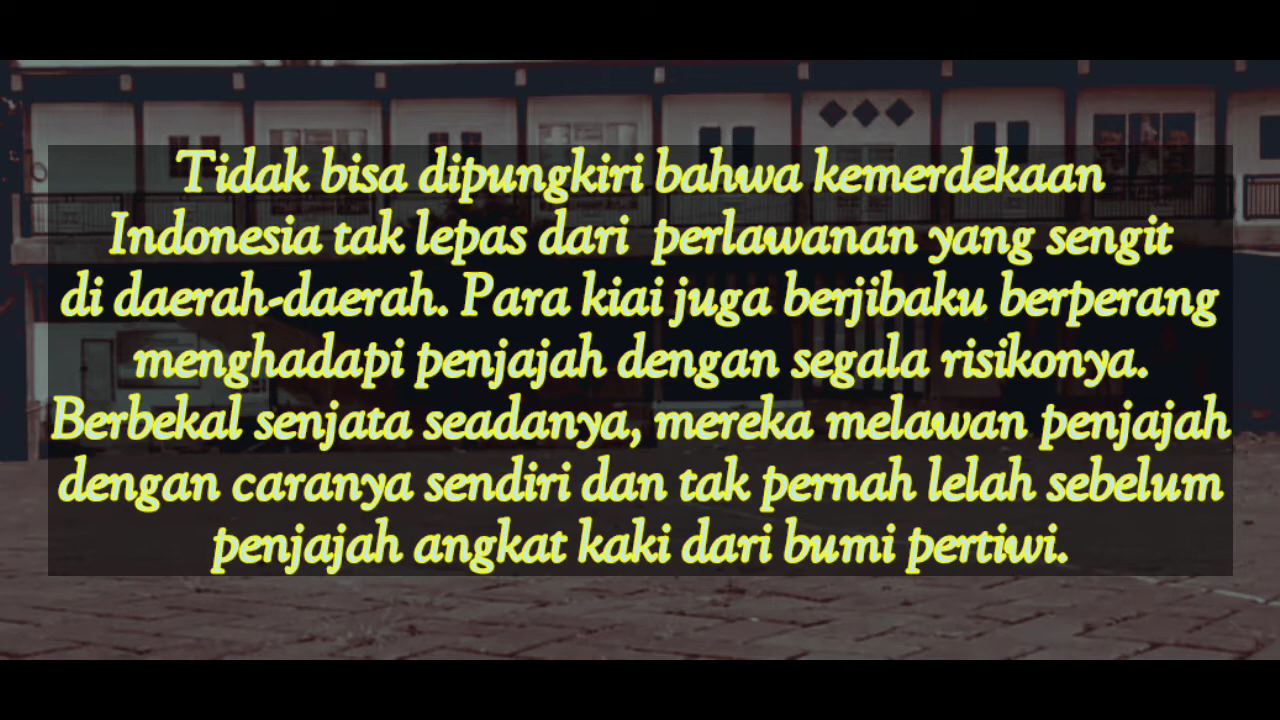 Tidak bisa dipungkiri bahwa kemerdekaan
Indonesia tak lepas dari perlawanan yang sengit
di daerah-daerah. Para kiai juga berjibaku berperang
menghadapi penjajah dengan segala risikonya.
Berbekal senjata seadanya, mereka melawan penjajah
dengan caranya sendiri dan tak pernah lelah sebelum
penjajah angkat kaki dari bumi pertiwi.